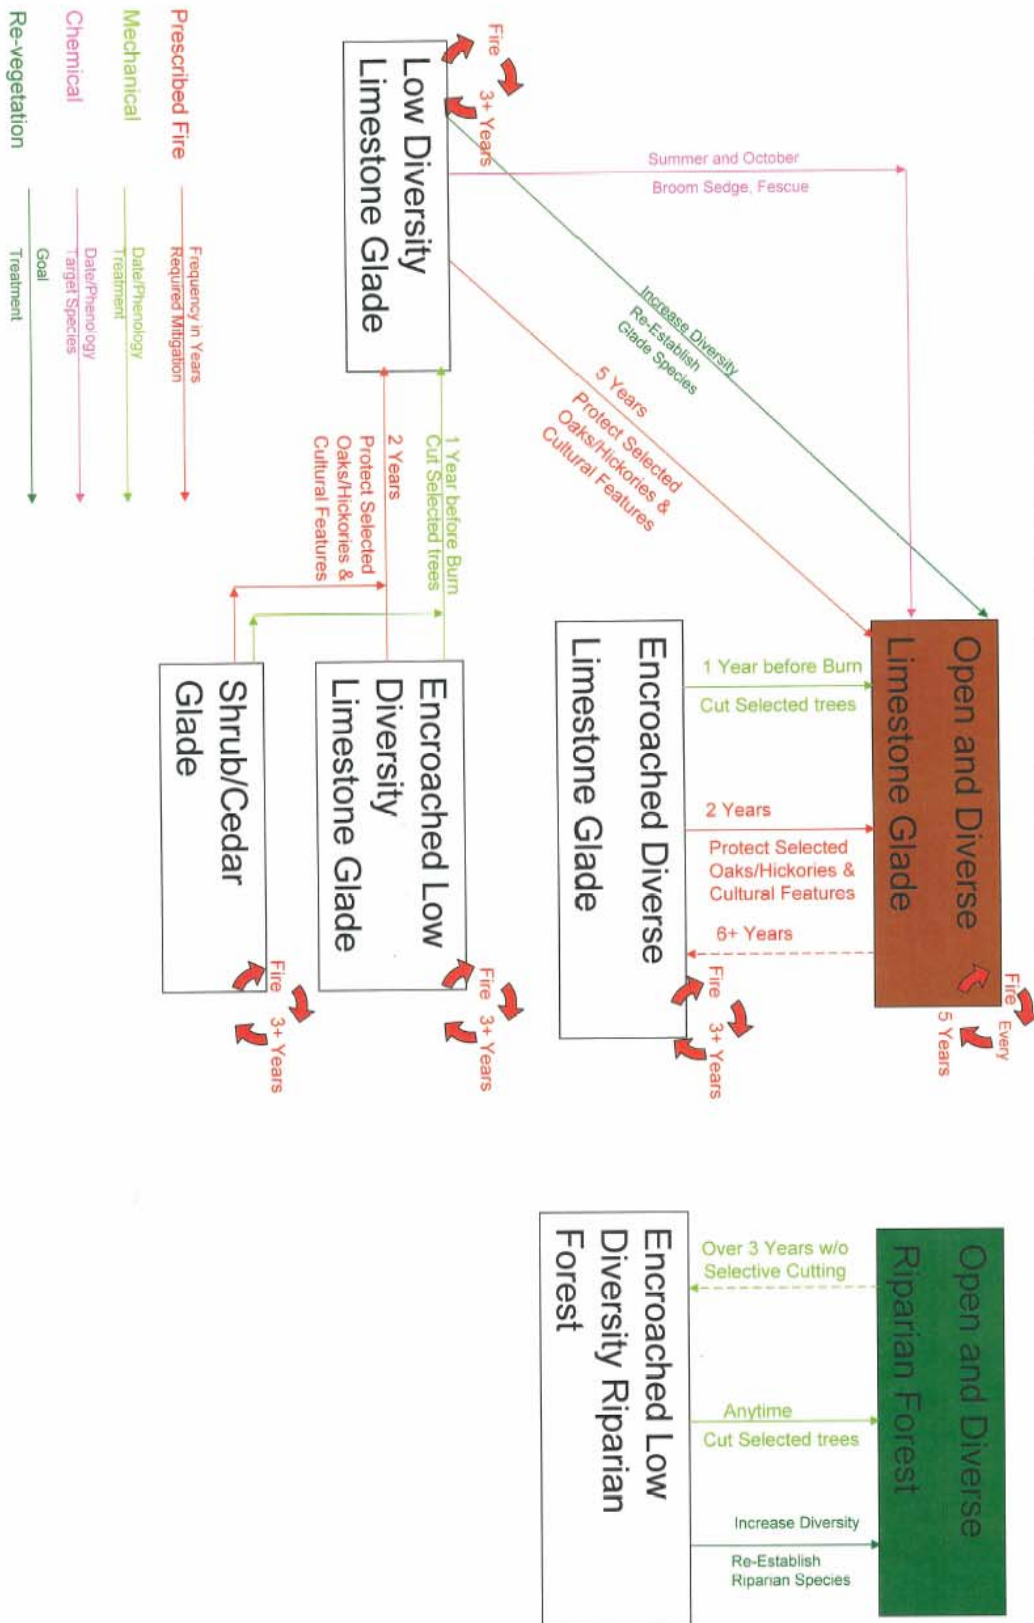 Open and Diverse
Limestone Glade
Fire
Every
5 Years
1 Year before Burn
Cut Selected trees
2 Years
Protect Selected
Oaks/Hickories &
Cultural Features
6+ Years
Encroached Diverse
Limestone Glade
Fire
3+ Years
Summer and October
Broom Sedge, Fescue
Increase Diversity
Re-Establish
Glade Species
5 Years
Protect Selected
Oaks/Hickories &
Cultural Features
Fire
3+ Years
Low Diversity
Limestone Glade
1 Year before Burn
Cut Selected trees
2 Years
Protect Selected
Oaks/Hickories &
Cultural Features
Encroached Low
Diversity
Limestone Glade
Fire
3+ Years
Shrub/Cedar
Glade
Fire
3+ Years
Open and Diverse
Riparian Forest
Over 3 Years w/o
Selective Cutting
Anytime
Cut Selected trees
Increase Diversity
Re-Establish
Riparian Species
Encroached Low
Diversity Riparian
Forest
Prescribed Fire
Frequency in Years
Required Mitigation
Mechanical
Date/Phenology
Treatment
Chemical
Date/Phenology
Target Species
Re-vegetation
Goal
Treatment